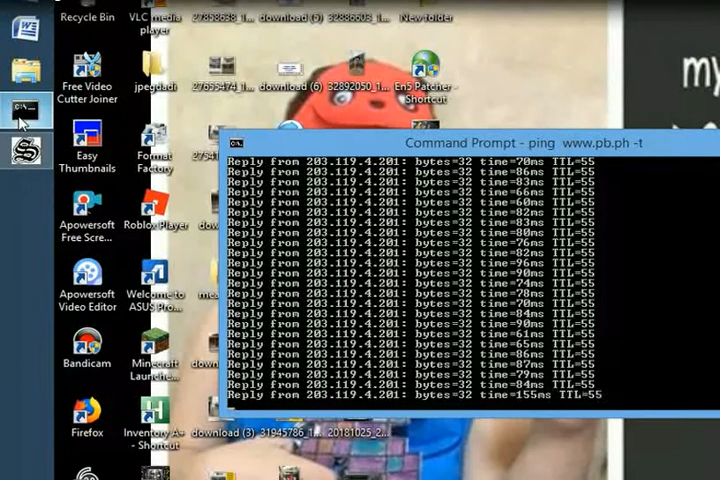 Recycle Bin
VLC media
player
27858638_1...
download (5)
32886603_1...
New folder
Free Video
Cutter Joiner
jpegdadi
27655474_1...
download (6)
32892050_1...
En5 Patcher -
Shortcut
my
C:\_
Command Prompt - ping www.pb.ph -t
Easy
Thumbnails
Format
Factory
Reply from 203.119.4.201: bytes=32 time=70ms TTL=55
Reply from 203.119.4.201: bytes=32 time=86ms TTL=55
Reply from 203.119.4.201: bytes=32 time=83ms TTL=55
Reply from 203.119.4.201: bytes=32 time=66ms TTL=55
Reply from 203.119.4.201: bytes=32 time=60ms TTL=55
Reply from 203.119.4.201: bytes=32 time=82ms TTL=55
Reply from 203.119.4.201: bytes=32 time=83ms TTL=55
Reply from 203.119.4.201: bytes=32 time=80ms TTL=55
Reply from 203.119.4.201: bytes=32 time=76ms TTL=55
Reply from 203.119.4.201: bytes=32 time=82ms TTL=55
Reply from 203.119.4.201: bytes=32 time=96ms TTL=55
Reply from 203.119.4.201: bytes=32 time=90ms TTL=55
Reply from 203.119.4.201: bytes=32 time=74ms TTL=55
Reply from 203.119.4.201: bytes=32 time=78ms TTL=55
Reply from 203.119.4.201: bytes=32 time=70ms TTL=55
Reply from 203.119.4.201: bytes=32 time=84ms TTL=55
Reply from 203.119.4.201: bytes=32 time=90ms TTL=55
Reply from 203.119.4.201: bytes=32 time=61ms TTL=55
Reply from 203.119.4.201: bytes=32 time=65ms TTL=55
Reply from 203.119.4.201: bytes=32 time=86ms TTL=55
Reply from 203.119.4.201: bytes=32 time=87ms TTL=55
Reply from 203.119.4.201: bytes=32 time=79ms TTL=55
Reply from 203.119.4.201: bytes=32 time=84ms TTL=55
Reply from 203.119.4.201: bytes=32 time=155ms TTL=55
Apowersoft
Free Scre...
Roblox Player
Apowersoft
Video Editor
Welcome to
ASUS Pro...
Bandicam
Minecraft
Launche...
Firefox
Inventory A+
- Shortcut
download (3)
31945786_1...
20181025_2...